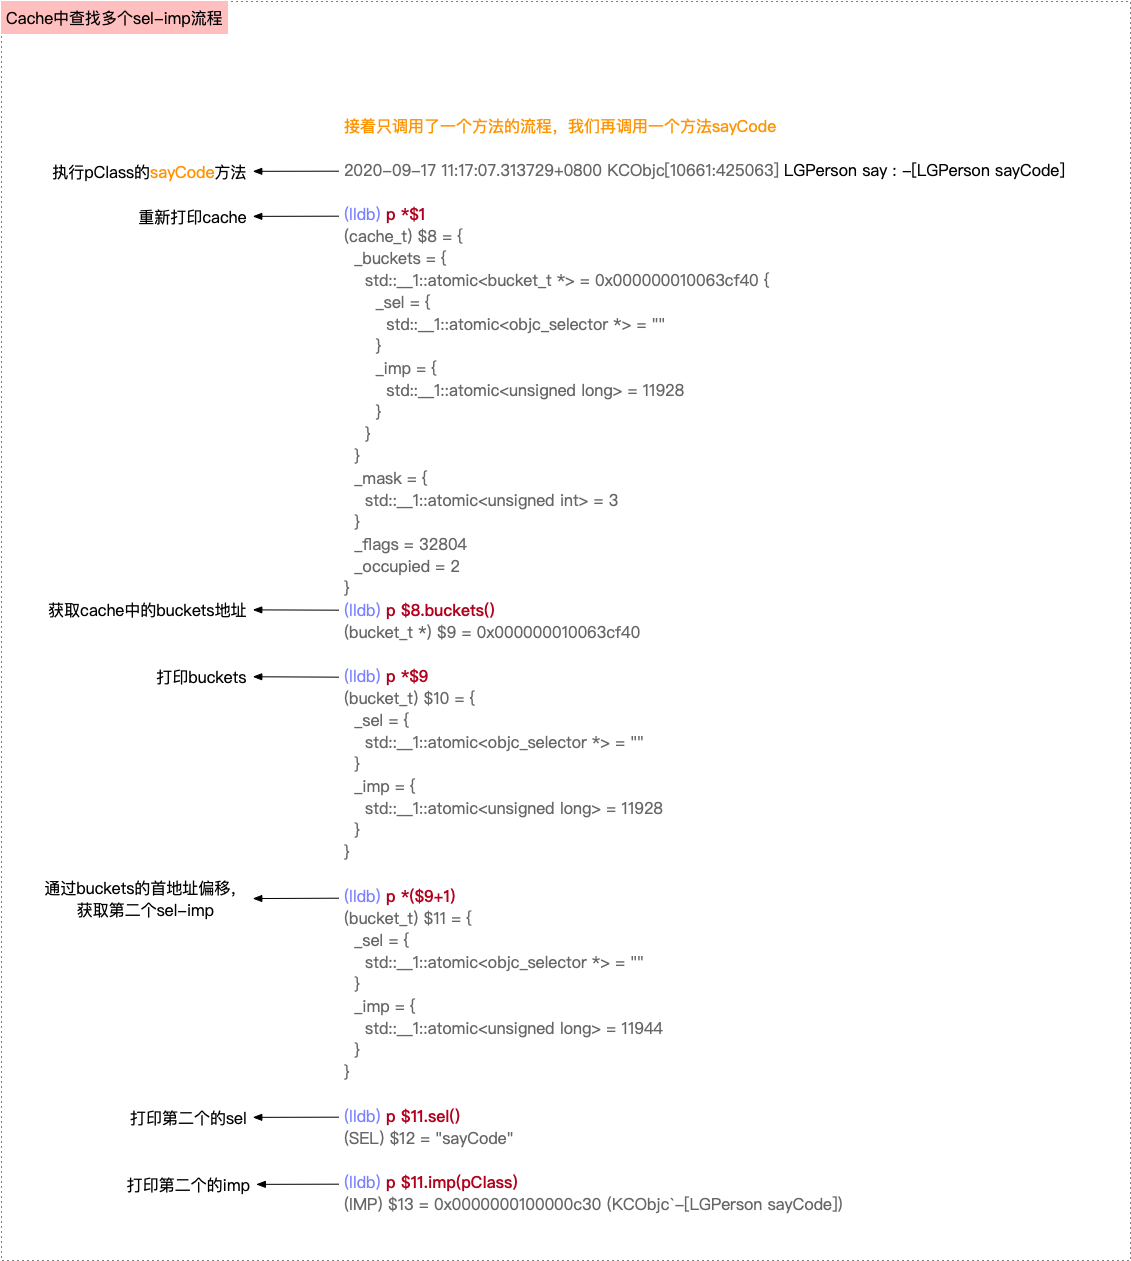 Cache中查找多个sel-imp流程
接着只调用了一个方法的流程，我们再调用一个方法sayCode
执行pClass的sayCode方法
2020-09-17 11:17:07.313729+0800 KCObjc[10661:425063] LGPerson say : -[LGPerson sayCode]
重新打印cache
(lldb) p *$1
(cache_t) $8 = {
_buckets = {
std::__1::atomic<bucket_t *> = 0x000000010063cf40 {
_sel = {
std::__1::atomic<objc_selector *> = ""
}
_imp = {
std::__1::atomic<unsigned long> = 11928
}
}
}
_mask = {
std::__1::atomic<unsigned int> = 3
}
_flags = 32804
_occupied = 2
}
获取cache中的buckets地址
(lldb) p $8.buckets()
(bucket_t *) $9 = 0x000000010063cf40
打印buckets
(lldb) p *$9
(bucket_t) $10 = {
_sel = {
std::__1::atomic<objc_selector *> = ""
}
_imp = {
std::__1::atomic<unsigned long> = 11928
}
}
通过buckets的首地址偏移，
获取第二个sel-imp
(lldb) p *($9+1)
(bucket_t) $11 = {
_sel = {
std::__1::atomic<objc_selector *> = ""
}
_imp = {
std::__1::atomic<unsigned long> = 11944
}
}
打印第二个的sel
(lldb) p $11.sel()
(SEL) $12 = "sayCode"
打印第二个的imp
(lldb) p $11.imp(pClass)
(IMP) $13 = 0x0000000100000c30 (KCObjc`-[LGPerson sayCode])